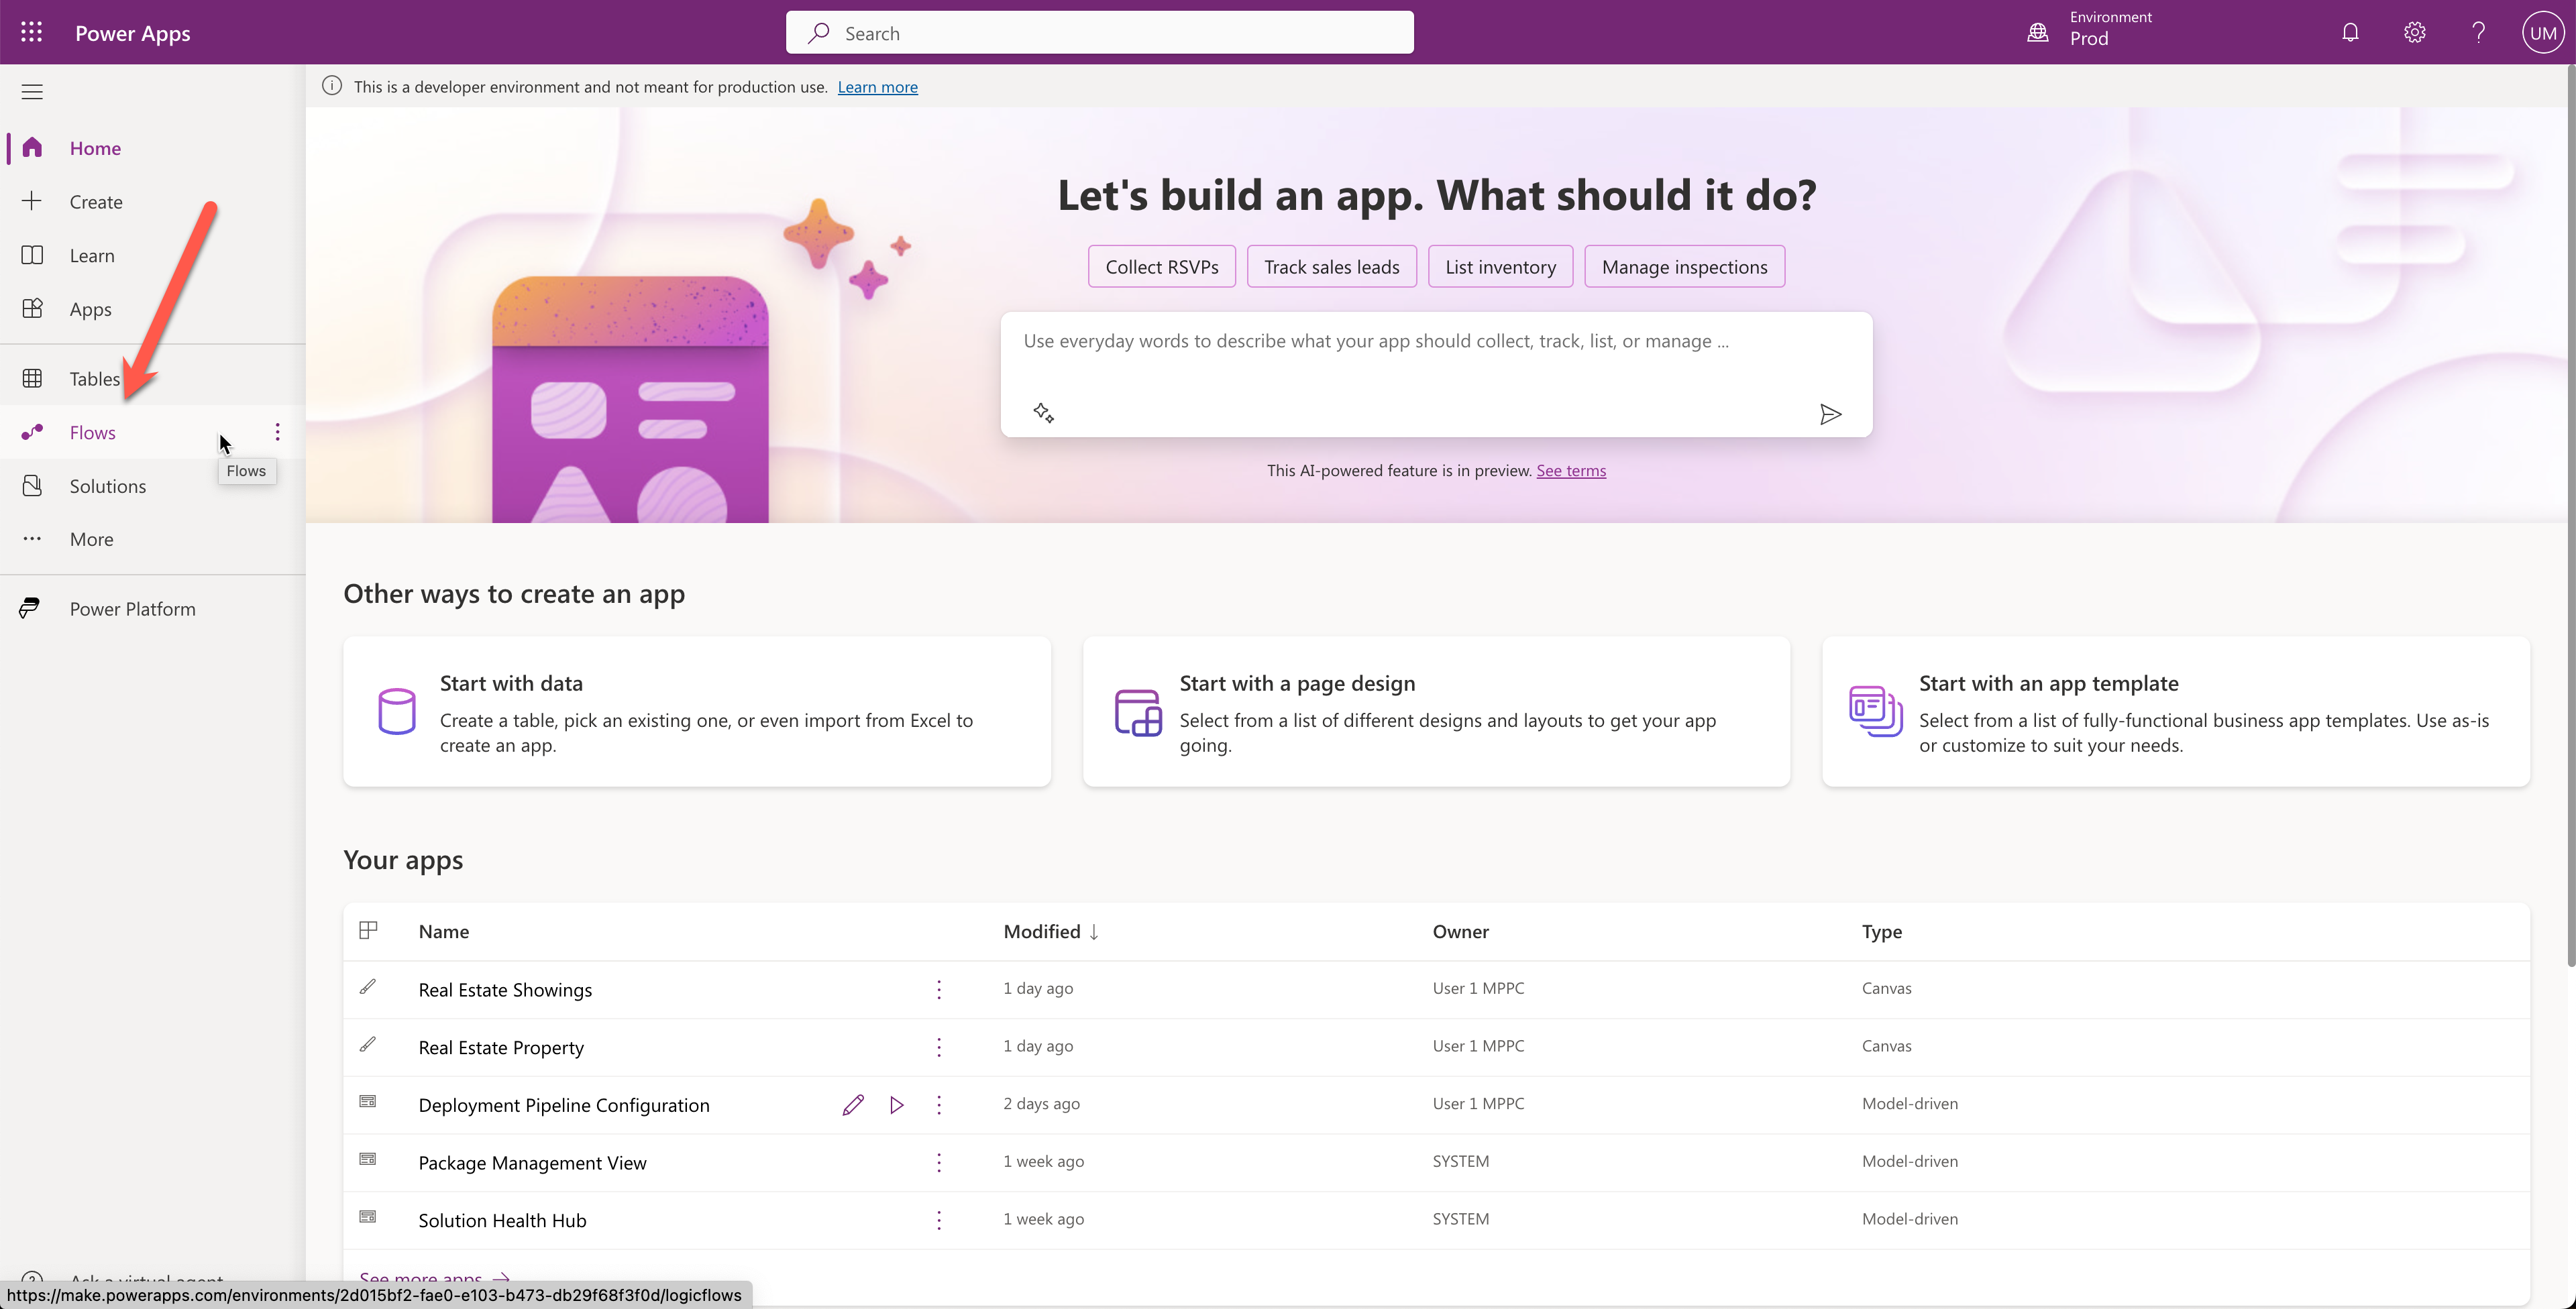 Power Apps
Search
Environment
Prod
UM
This is a developer environment and not meant for production use. Learn more
Home
Create
Learn
Apps
Tables
Flows
Flows
Solutions
More
Power Platform
Let's build an app. What should it do?
Collect RSVPs
Track sales leads
List inventory
Manage inspections
Use everyday words to describe what your app should collect, track, list, or manage ...
This AI-powered feature is in preview. See terms
Other ways to create an app
Start with data
Create a table, pick an existing one, or even import from Excel to
create an app.
Start with a page design
Select from a list of different designs and layouts to get your app
going.
Start with an app template
Select from a list of fully-functional business app templates. Use as-is
or customize to suit your needs.
Your apps
Name Modified ↓ Owner Type
Real Estate Showings 1 day ago User 1 MPPC Canvas
Real Estate Property 1 day ago User 1 MPPC Canvas
Deployment Pipeline Configuration 2 days ago User 1 MPPC Model-driven
Package Management View 1 week ago SYSTEM Model-driven
Solution Health Hub 1 week ago SYSTEM Model-driven
See more apps →
Ask a virtual agent
https://make.powerapps.com/environments/2d015bf2-fae0-e103-b473-db29f68f3f0d/logicflows